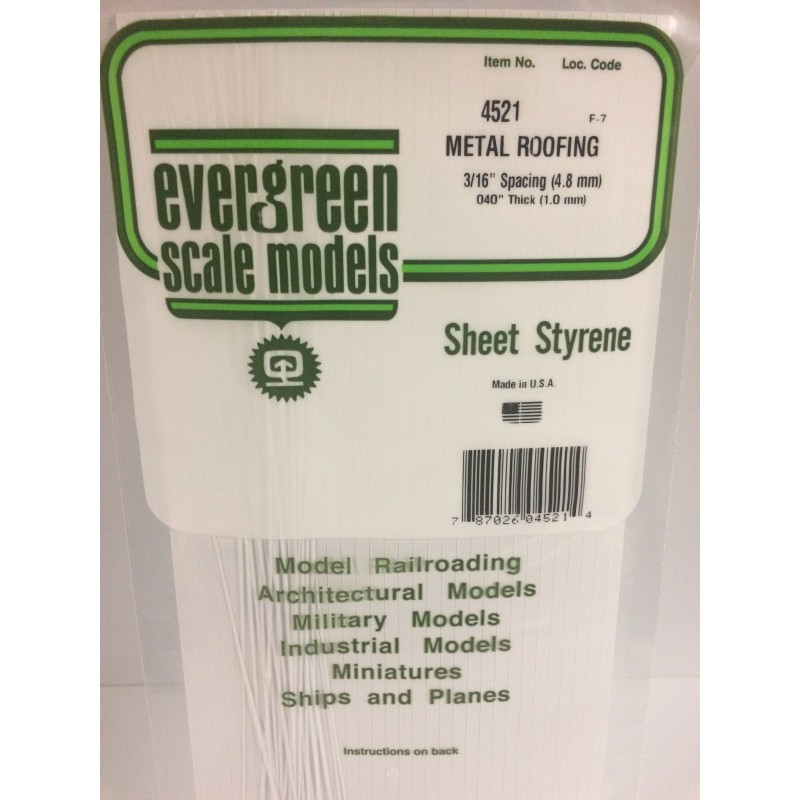 Item No. Loc. Code
4521 F-7
METAL ROOFING
3/16" Spacing (4.8 mm)
040" Thick (1.0 mm)
evergreen
scale models
Sheet Styrene
Made in U.S.A.
7 87026 04521 4
Model Railroading
Architectural Models
Military Models
Industrial Models
Miniatures
Ships and Planes
Instructions on back